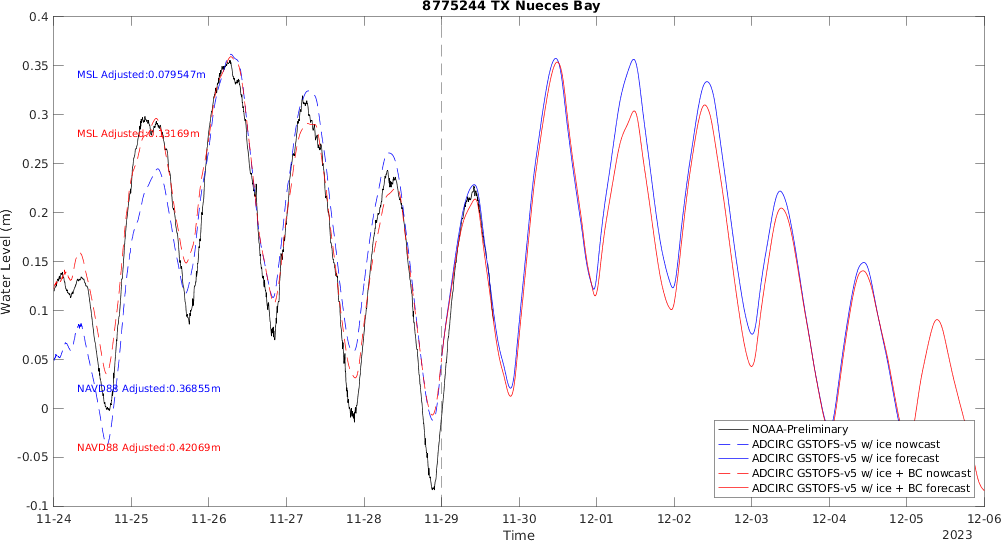 8775244 TX Nueces Bay
0.4
0.35
0.3
0.25
0.2
0.15
0.1
0.05
0
-0.05
-0.1
Water Level (m)
MSL Adjusted:0.079547m
MSL Adjusted:0.13169m
NAVD88 Adjusted:0.36855m
NAVD88 Adjusted:0.42069m
NOAA-Preliminary
ADCIRC GSTOFS-v5 w/ ice nowcast
ADCIRC GSTOFS-v5 w/ ice forecast
ADCIRC GSTOFS-v5 w/ ice + BC nowcast
ADCIRC GSTOFS-v5 w/ ice + BC forecast
11-24 11-25 11-26 11-27 11-28 11-29 11-30 12-01 12-02 12-03 12-04 12-05 12-06
Time
2023